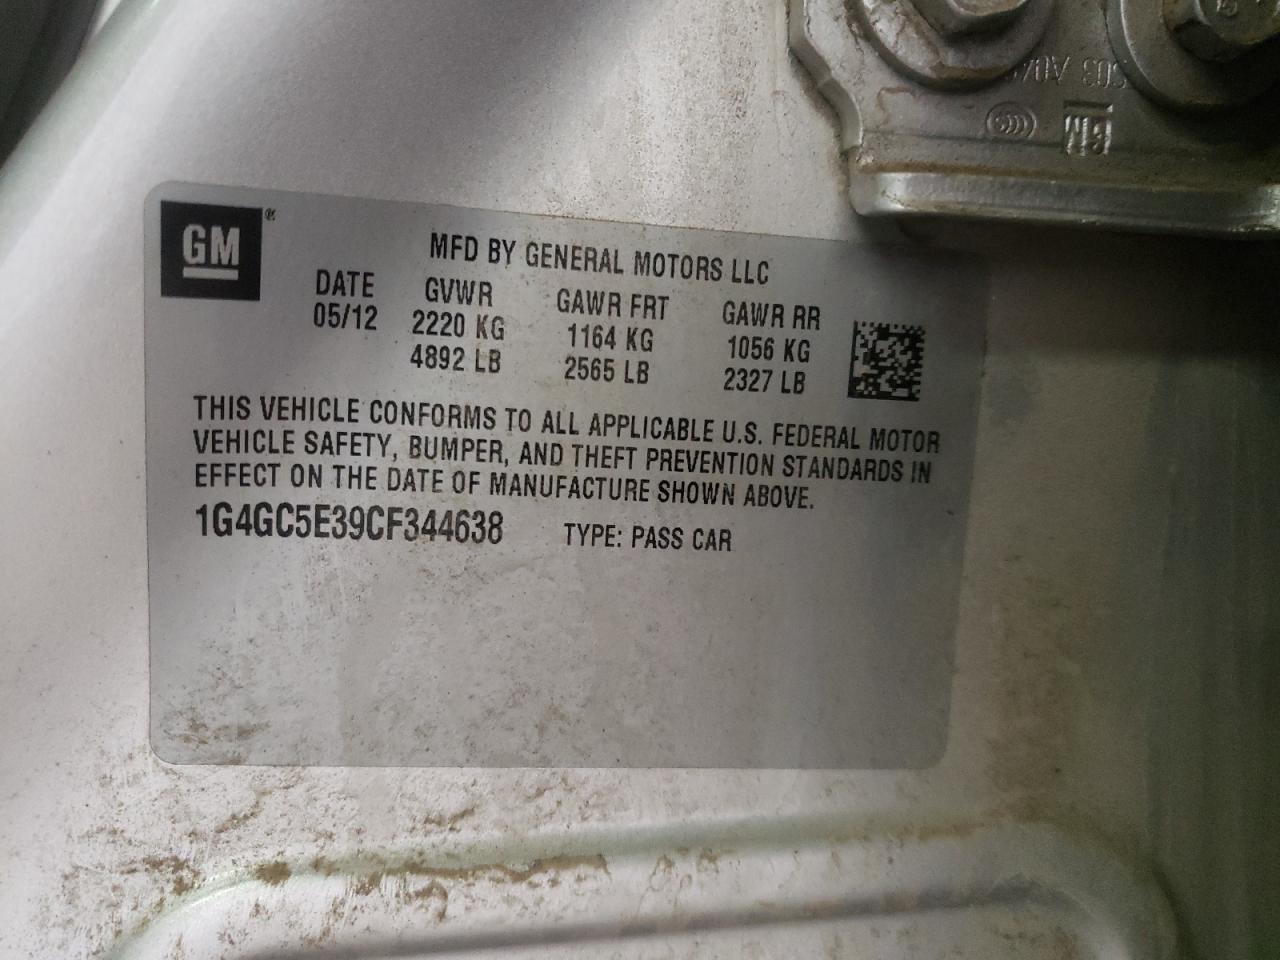 GM ®
MFD BY GENERAL MOTORS LLC
DATE GVWR GAWR FRT GAWR RR
05/12 2220 KG 1164 KG 1056 KG
4892 LB 2565 LB 2327 LB
THIS VEHICLE CONFORMS TO ALL APPLICABLE U.S. FEDERAL MOTOR
VEHICLE SAFETY, BUMPER, AND THEFT PREVENTION STANDARDS IN
EFFECT ON THE DATE OF MANUFACTURE SHOWN ABOVE.
1G4GC5E39CF344638 TYPE: PASS CAR
GM